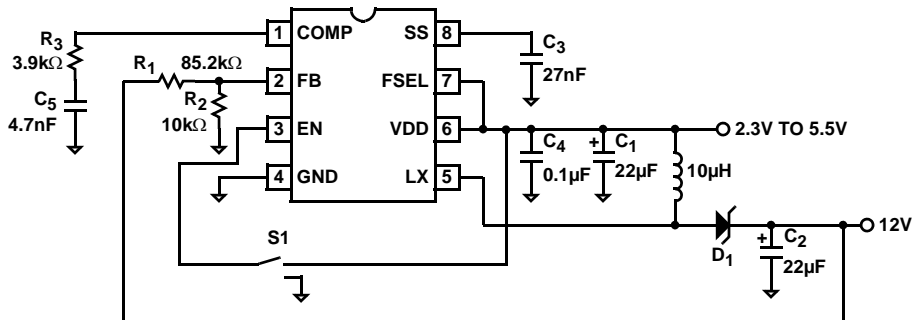 R3
3.9kΩ
C5
4.7nF
R1
85.2kΩ
R2
10kΩ
1 COMP
2 FB
3 EN
4 GND
SS 8
FSEL 7
VDD 6
LX 5
C3
27nF
C4
0.1µF
+ C1
22µF
10µH
2.3V TO 5.5V
12V
D1
+ C2
22µF
S1